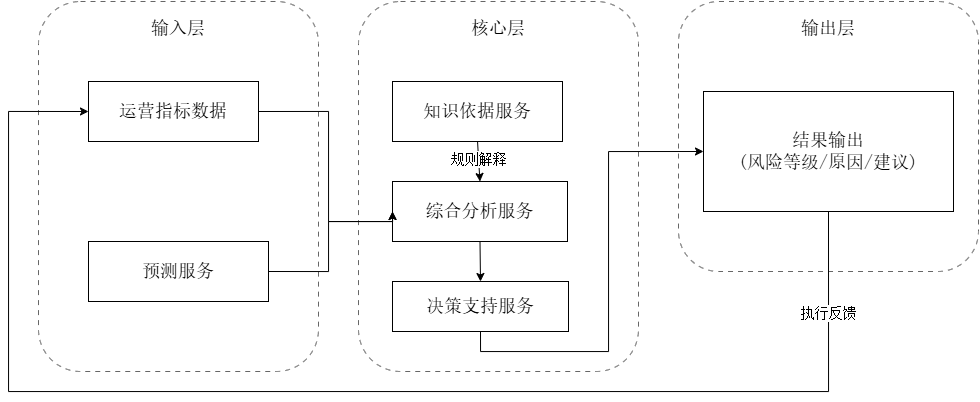 输入层
运营指标数据
预测服务
核心层
知识依据服务
规则解释
综合分析服务
决策支持服务
输出层
结果输出
(风险等级/原因/建议)
执行反馈